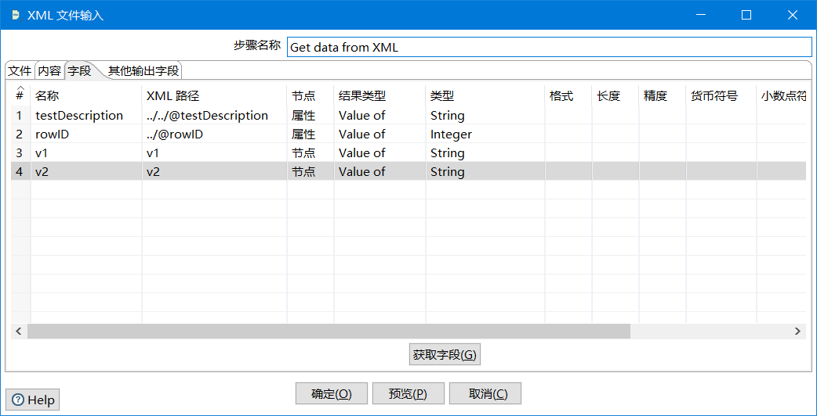 XML 文件输入
步骤名称 Get data from XML
文件 内容 字段 其他输出字段
# 名称 XML 路径 节点 结果类型 类型 格式 长度 精度 货币符号 小数点符
1 testDescription ../../@testDescription 属性 Value of String
2 rowID ../@rowID 属性 Value of Integer
3 v1 v1 节点 Value of String
4 v2 v2 节点 Value of String
获取字段(G)
Help 确定(O) 预览(P) 取消(C)